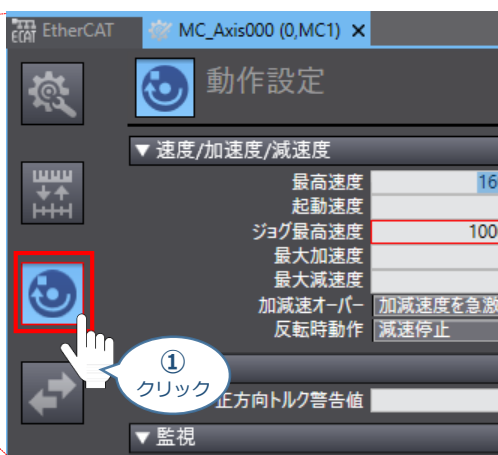 EtherCAT
MC_Axis000 (0,MC1) ×
動作設定
▼ 速度/加速度/減速度
最高速度 16
起動速度
ジョグ最高速度 100
最大加速度
最大減速度
加減速オーバー 加減速度を急激
反転時動作 減速停止
①
クリック
正方向トルク警告値
▼ 監視